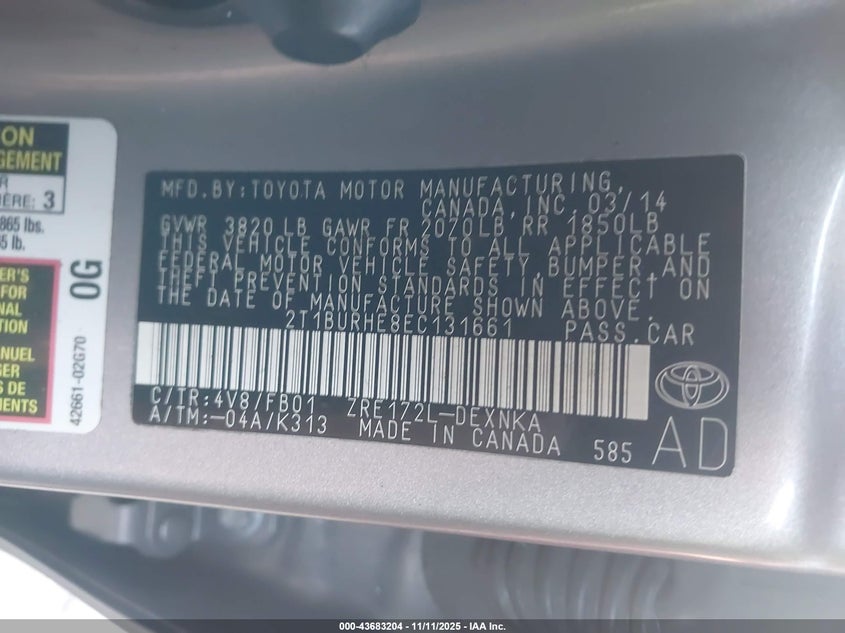 ON
GEMENT
R
IÈRE: 3
865 lbs.
5 lb.
0G
ER'S
FOR
NAL
ION
NUEL
GER
S DE
MENTS.
42661-02G70
MFD.BY:TOYOTA MOTOR MANUFACTURING,
CANADA,INC. 03/14
GVWR 3820 LB GAWR FR 2020LB RR 1850LB
THIS VEHICLE CONFORMS TO ALL APPLICABLE
FEDERAL MOTOR VEHICLE SAFETY,BUMPER,AND
THEFT PREVENTION STANDARDS IN EFFECT ON
THE DATE OF MANUFACTURE SHOWN ABOVE.
2T1BURHE8EC131661 PASS.CAR
C/TR:4V8/FB01 ZRE172L-DEXNKA
A/TM:-04A/K313 MADE IN CANADA 585 AD
000-43683204 - 11/11/2025 - IAA Inc.